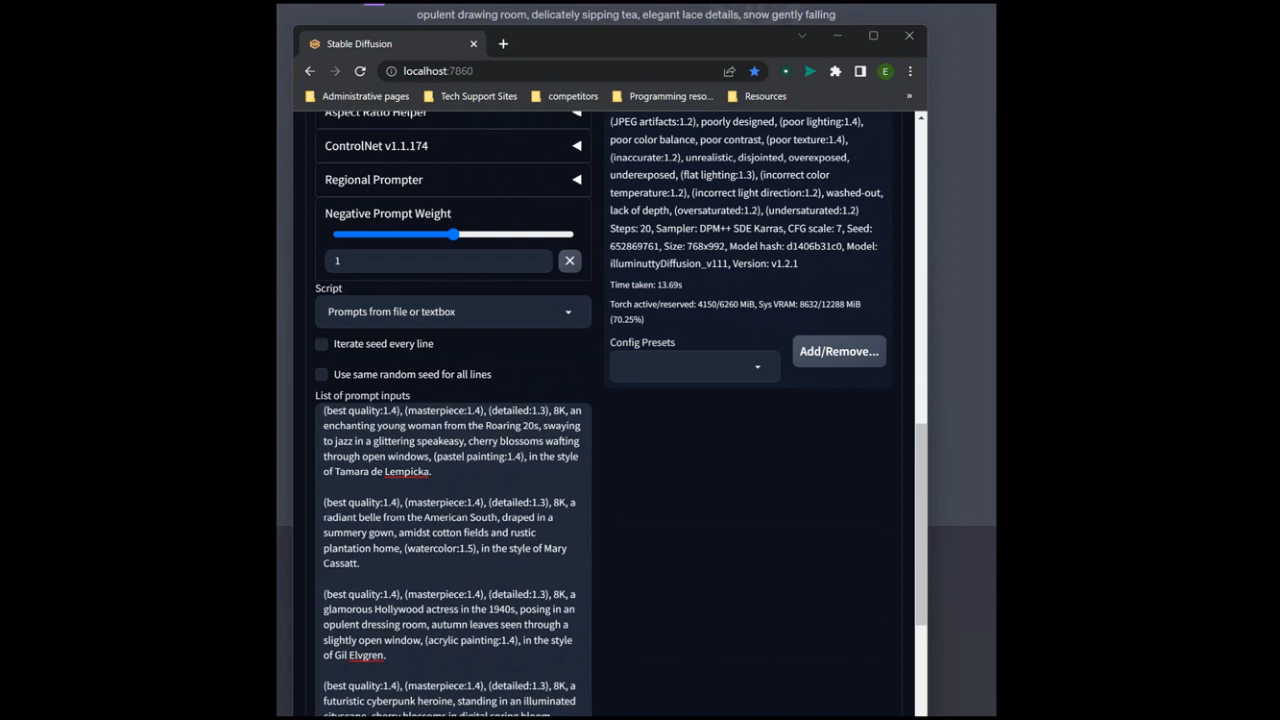 opulent drawing room, delicately sipping tea, elegant lace details, snow gently falling
Stable Diffusion
localhost:7860
E
Administrative pages
Tech Support Sites
competitors
Programming reso...
Resources
»
Aspect Ratio Helper
ControlNet v1.1.174
Regional Prompter
Negative Prompt Weight
1
Script
Prompts from file or textbox
Iterate seed every line
Use same random seed for all lines
List of prompt inputs
(best quality:1.4), (masterpiece:1.4), (detailed:1.3), 8K, an
enchanting young woman from the Roaring 20s, swaying
to jazz in a glittering speakeasy, cherry blossoms wafting
through open windows, (pastel painting:1.4), in the style
of Tamara de Lempicka.
(best quality:1.4), (masterpiece:1.4), (detailed:1.3), 8K, a
radiant belle from the American South, draped in a
summery gown, amidst cotton fields and rustic
plantation home, (watercolor:1.5), in the style of Mary
Cassatt.
(best quality:1.4), (masterpiece:1.4), (detailed:1.3), 8K, a
glamorous Hollywood actress in the 1940s, posing in an
opulent dressing room, autumn leaves seen through a
slightly open window, (acrylic painting:1.4), in the style
of Gil Elvgren.
(best quality:1.4), (masterpiece:1.4), (detailed:1.3), 8K, a
futuristic cyberpunk heroine, standing in an illuminated
cityscape, cherry blossoms in digital spring bloom
(JPEG artifacts:1.2), poorly designed, (poor lighting:1.4),
poor color balance, poor contrast, (poor texture:1.4),
(inaccurate:1.2), unrealistic, disjointed, overexposed,
underexposed, (flat lighting:1.3), (incorrect color
temperature:1.2), (incorrect light direction:1.2), washed-out,
lack of depth, (oversaturated:1.2), (undersaturated:1.2)
Steps: 20, Sampler: DPM++ SDE Karras, CFG scale: 7, Seed:
652869761, Size: 768x992, Model hash: d1406b31c0, Model:
illuminuttyDiffusion_v111, Version: v1.2.1
Time taken: 13.69s
Torch active/reserved: 4150/6260 MiB, Sys VRAM: 8632/12288 MiB
(70.25%)
Config Presets
Add/Remove...